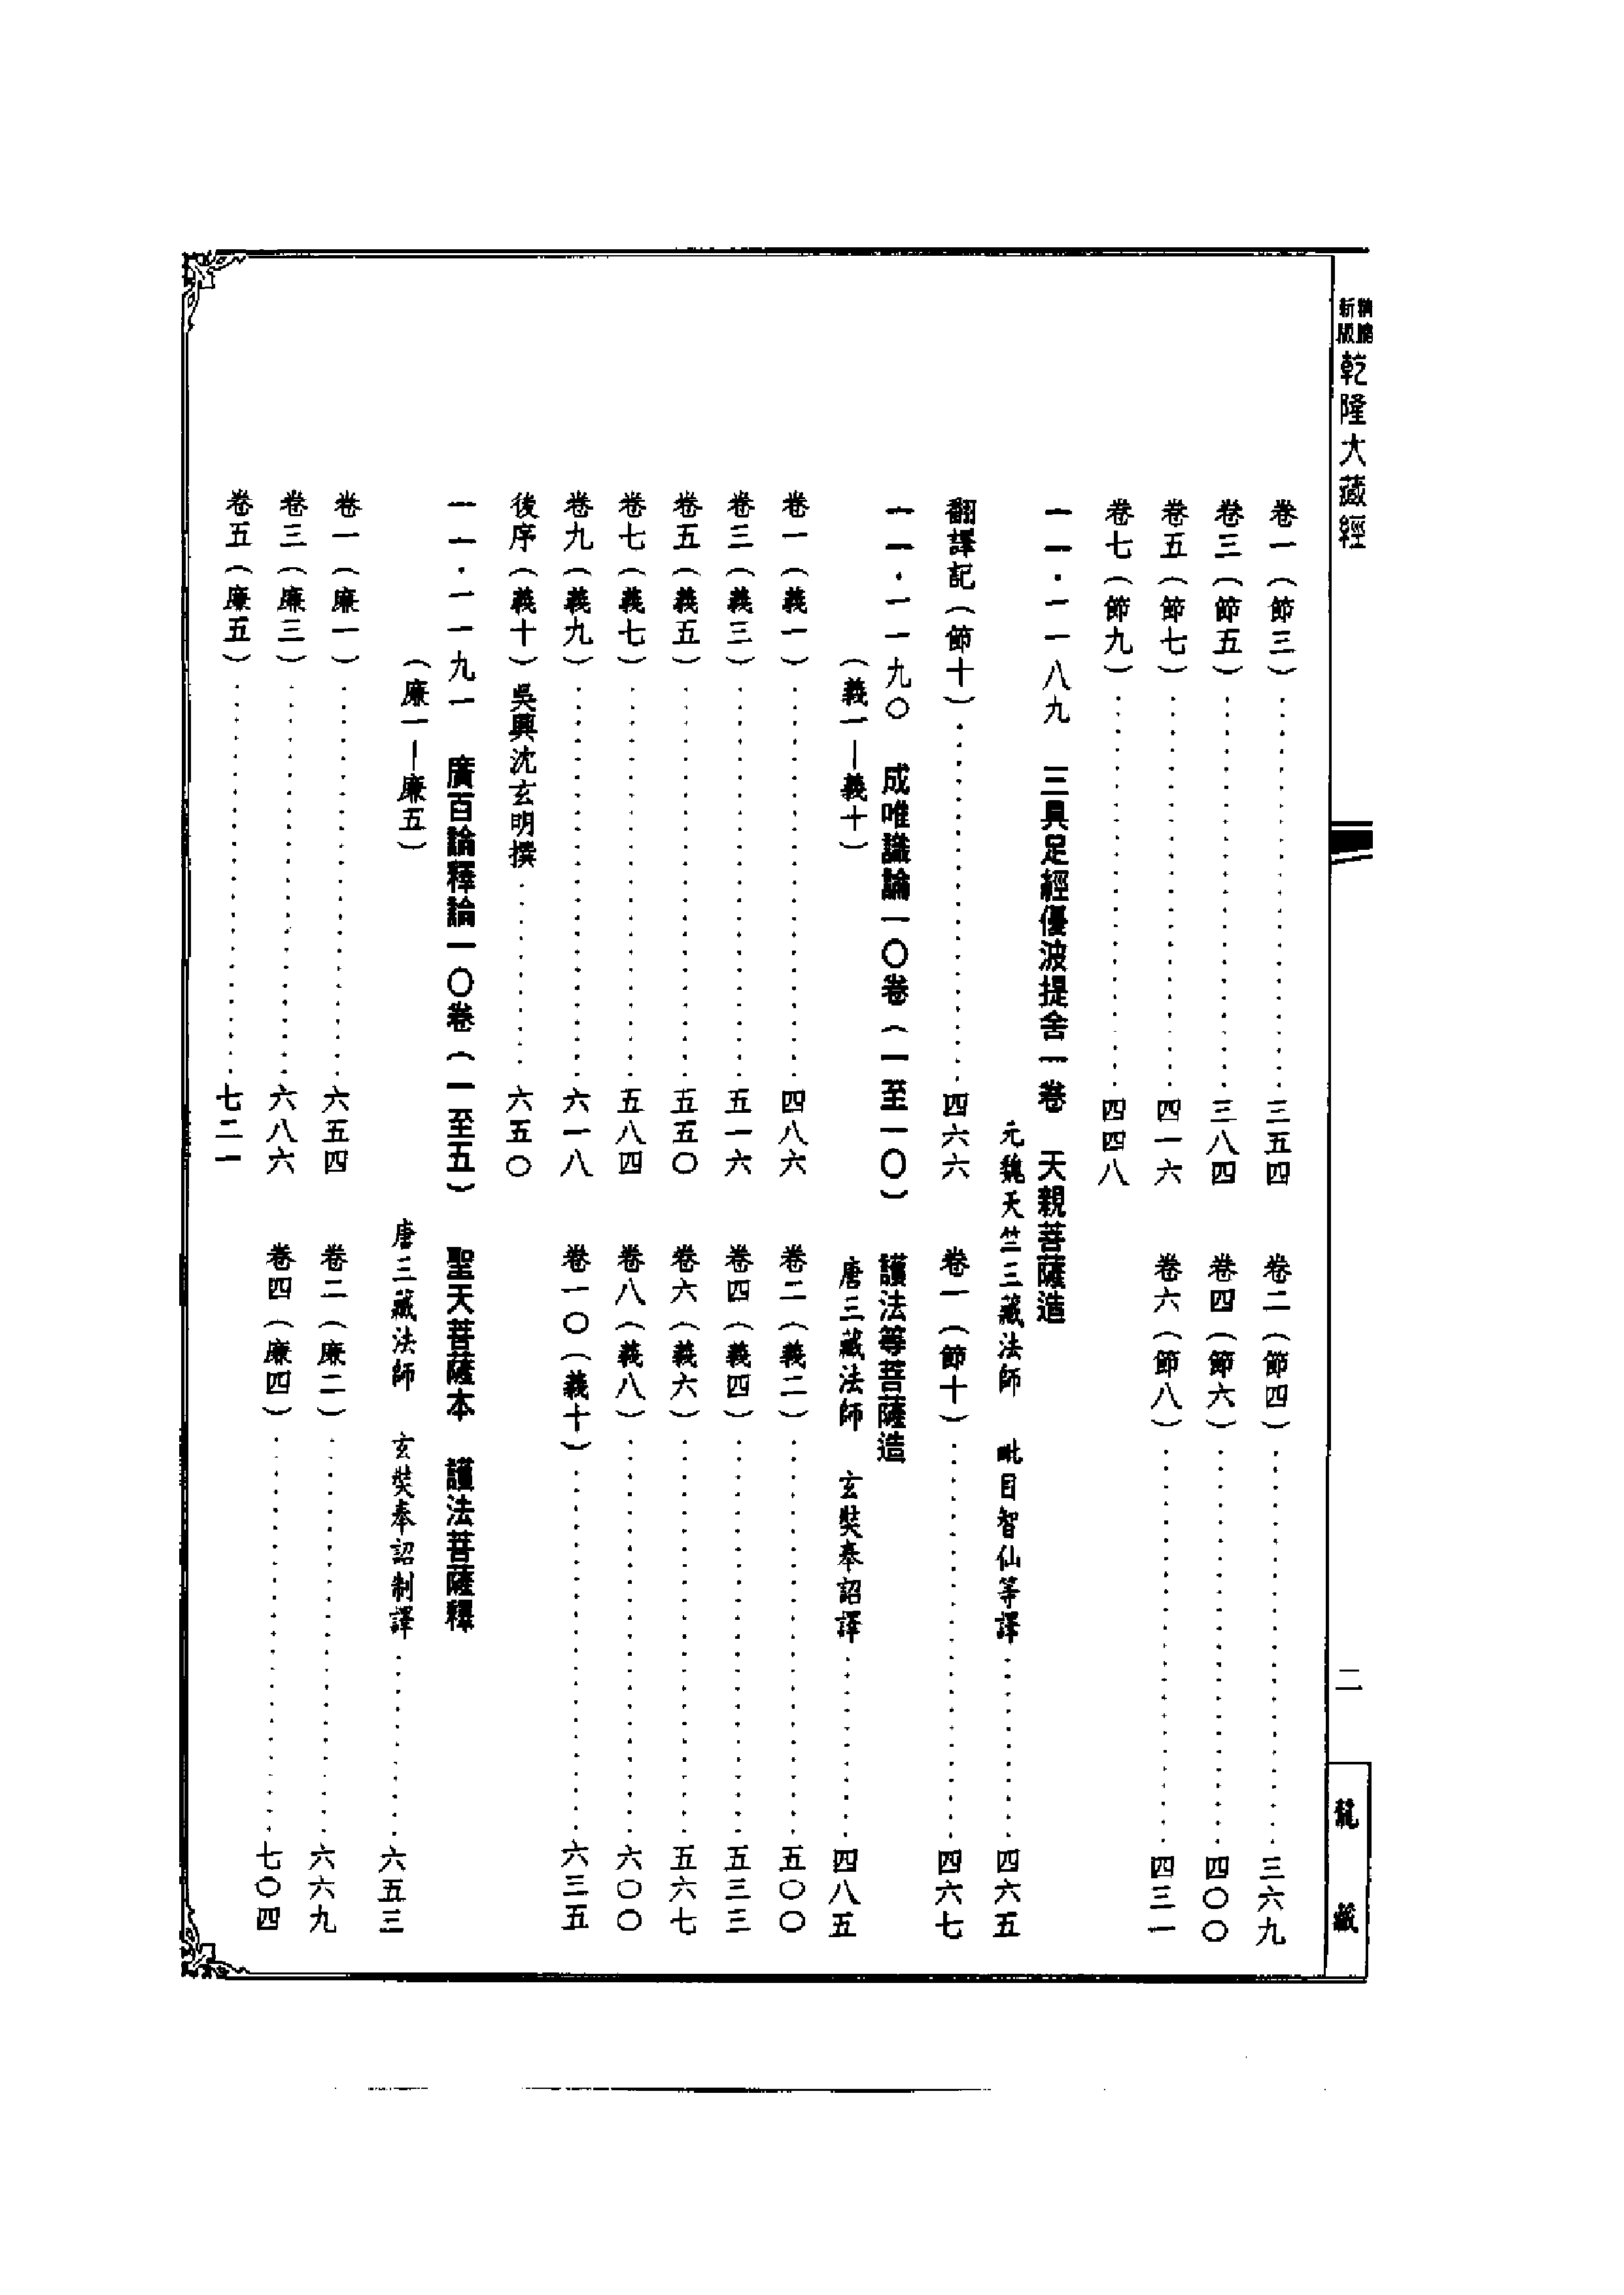 新版 精縮 乾隆大藏經
二
龍藏
卷一（節三）……三五四 卷二（節四）……三六九
卷三（節五）……三八四 卷四（節六）……四〇〇
卷五（節七）……四一六 卷六（節八）……四三一
卷七（節九）……四四八
一一·一一八九 三具足經優波提舍一卷 天親菩薩造
元魏天竺三藏法師 毗目智仙等譯……四六五
翻譯記（節十）……四六六 卷一（節十）……四六七
一一·一一九〇 成唯識論一〇卷（一至一〇） 護法等菩薩造
（義一—義十） 唐三藏法師 玄奘奉詔譯……四八五
卷一（義一）……四八六 卷二（義二）……五〇〇
卷三（義三）……五一六 卷四（義四）……五三三
卷五（義五）……五五〇 卷六（義六）……五六七
卷七（義七）……五八四 卷八（義八）……六〇〇
卷九（義九）……六一八 卷一〇（義十）……六三五
後序（義十）吳興沈玄明撰……六五〇
一一·一一九一 廣百論釋論一〇卷（一至五） 聖天菩薩本 護法菩薩釋
（廉一—廉五） 唐三藏法師 玄奘奉詔制譯……六五三
卷一（廉一）……六五四 卷二（廉二）……六六九
卷三（廉三）……六八六 卷四（廉四）……七〇四
卷五（廉五）……七二一